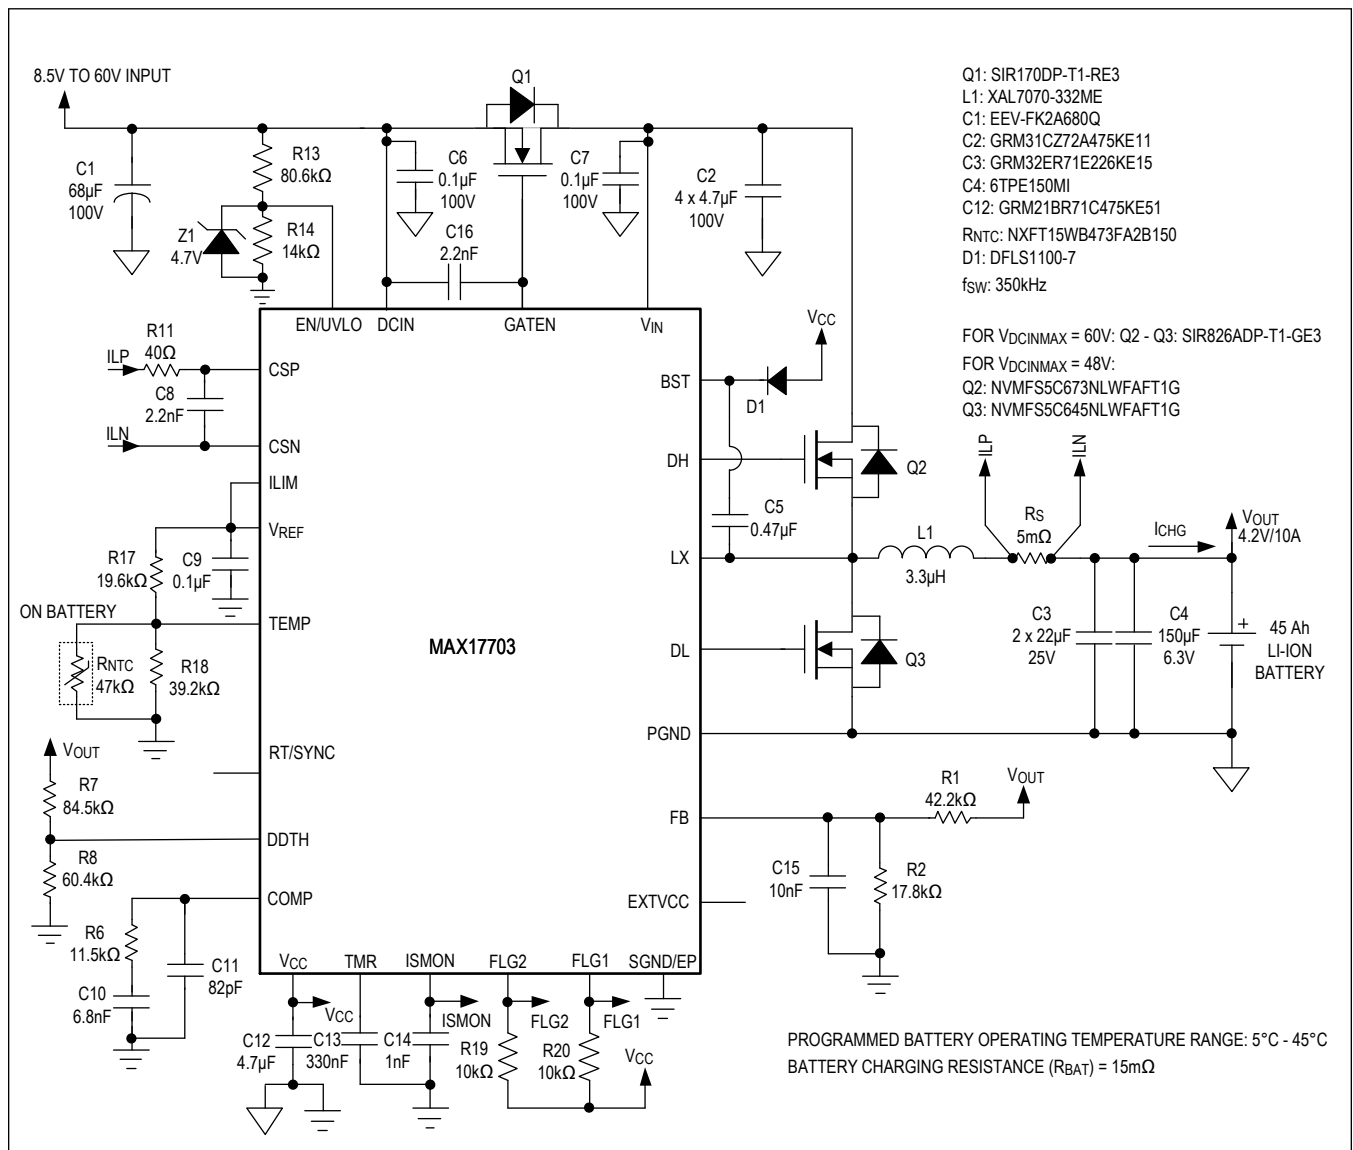 8.5V TO 60V INPUT
Q1
C1
68µF
100V
R13
80.6kΩ
Z1
4.7V
R14
14kΩ
C6
0.1µF
100V
C16
2.2nF
C7
0.1µF
100V
C2
4 x 4.7µF
100V
Q1: SIR170DP-T1-RE3
L1: XAL7070-332ME
C1: EEV-FK2A680Q
C2: GRM31CZ72A475KE11
C3: GRM32ER71E226KE15
C4: 6TPE150MI
C12: GRM21BR71C475KE51
RNTC: NXFT15WB473FA2B150
D1: DFLS1100-7
fSW: 350kHz
FOR VDCINMAX = 60V: Q2 - Q3: SIR826ADP-T1-GE3
FOR VDCINMAX = 48V:
Q2: NVMFS5C673NLWFAFT1G
Q3: NVMFS5C645NLWFAFT1G
EN/UVLO
DCIN
GATEN
VIN
R11
40Ω
ILP
C8
2.2nF
ILN
CSP
CSN
ILIM
VREF
R17
19.6kΩ
C9
0.1µF
ON BATTERY
TEMP
RNTC
47kΩ
R18
39.2kΩ
RT/SYNC
VOUT
R7
84.5kΩ
DDTH
R8
60.4kΩ
COMP
R6
11.5kΩ
C10
6.8nF
C11
82pF
MAX17703
BST
VCC
D1
DH
Q2
C5
0.47µF
LX
L1
3.3µH
ILP
ILN
RS
5mΩ
ICHG
VOUT
4.2V/10A
DL
Q3
C3
2 x 22µF
25V
C4
150µF
6.3V
+
45 Ah
LI-ION
BATTERY
PGND
FB
R1
42.2kΩ
VOUT
C15
10nF
R2
17.8kΩ
EXTVCC
VCC
TMR
ISMON
FLG2
FLG1
SGND/EP
VCC
ISMON
FLG2
FLG1
C12
4.7µF
C13
330nF
C14
1nF
R19
10kΩ
R20
10kΩ
VCC
PROGRAMMED BATTERY OPERATING TEMPERATURE RANGE: 5°C - 45°C
BATTERY CHARGING RESISTANCE (RBAT) = 15mΩ